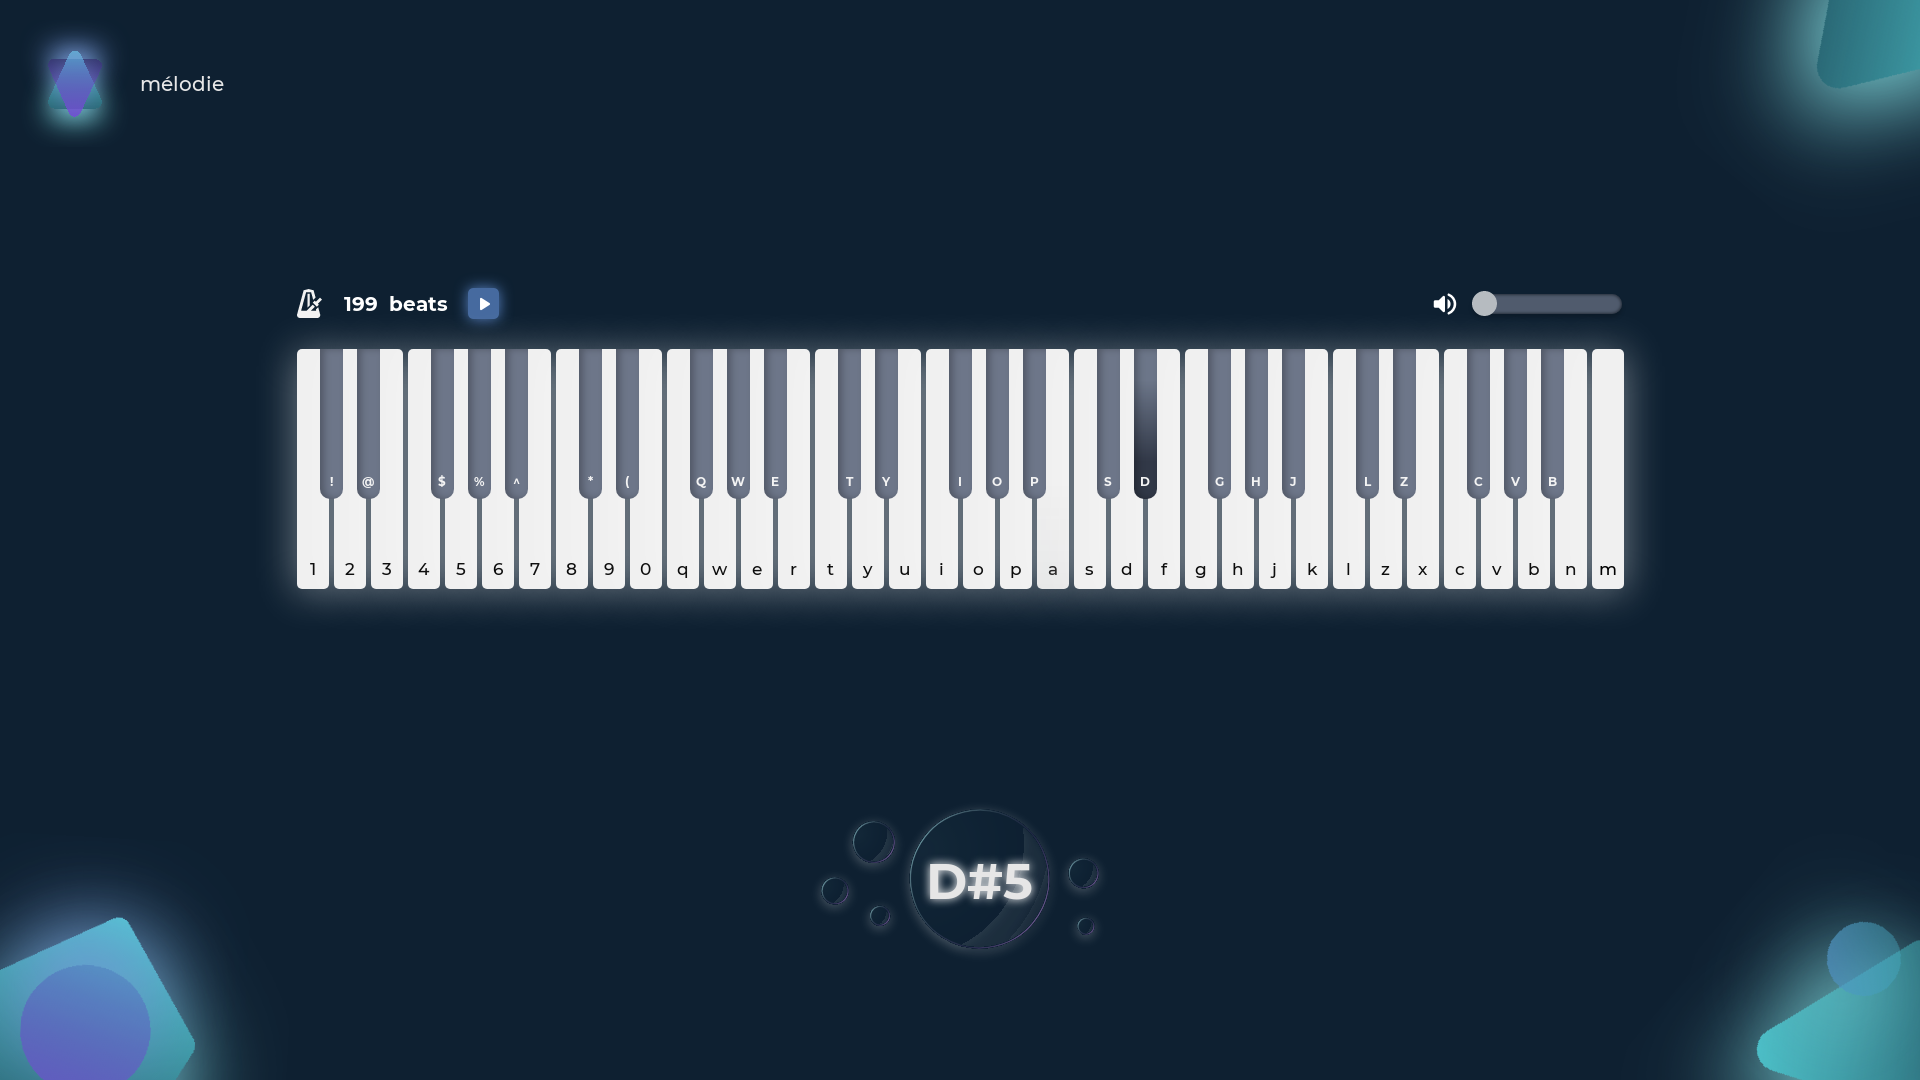 mélodie
199 beats
! @ $ % ^ * ( Q W E T Y I O P S D G H J L Z C V B
1 2 3 4 5 6 7 8 9 0 q w e r t y u i o p a s d f g h j k l z x c v b n m
D#5